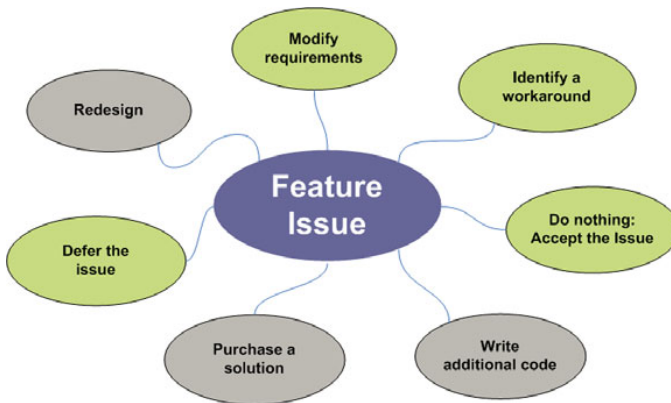 Modify
requirements
Identify a
workaround
Redesign
Feature
Issue
Do nothing:
Accept the Issue
Defer the
issue
Purchase a
solution
Write
additional code